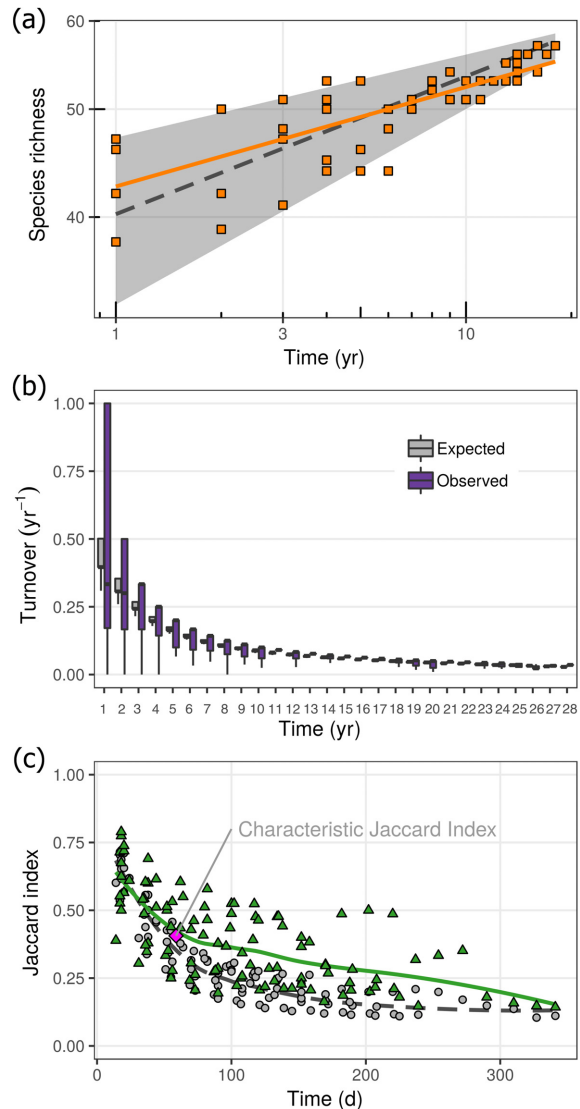 (a)
60
50
40
Species richness
1
3
10
Time (yr)
(b)
1.00
0.75
0.50
0.25
0.00
Turnover (yr⁻¹)
Expected
Observed
1 2 3 4 5 6 7 8 9 10 11 12 13 14 15 16 17 18 19 20 21 22 23 24 25 26 27 28
Time (yr)
(c)
1.00
0.75
0.50
0.25
0.00
Jaccard index
Characteristic Jaccard Index
0
100
200
300
Time (d)